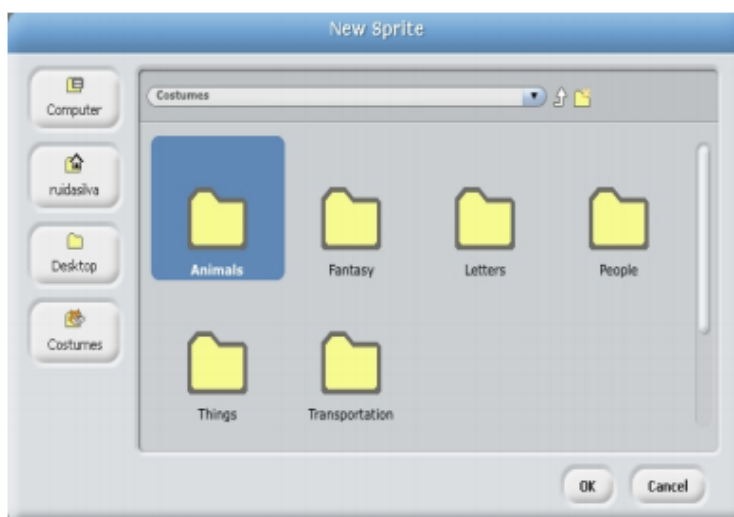 New Sprite
Computer
ruidasilva
Desktop
Costumes
Costumes
Animals Fantasy Letters People
Things Transportation
OK Cancel